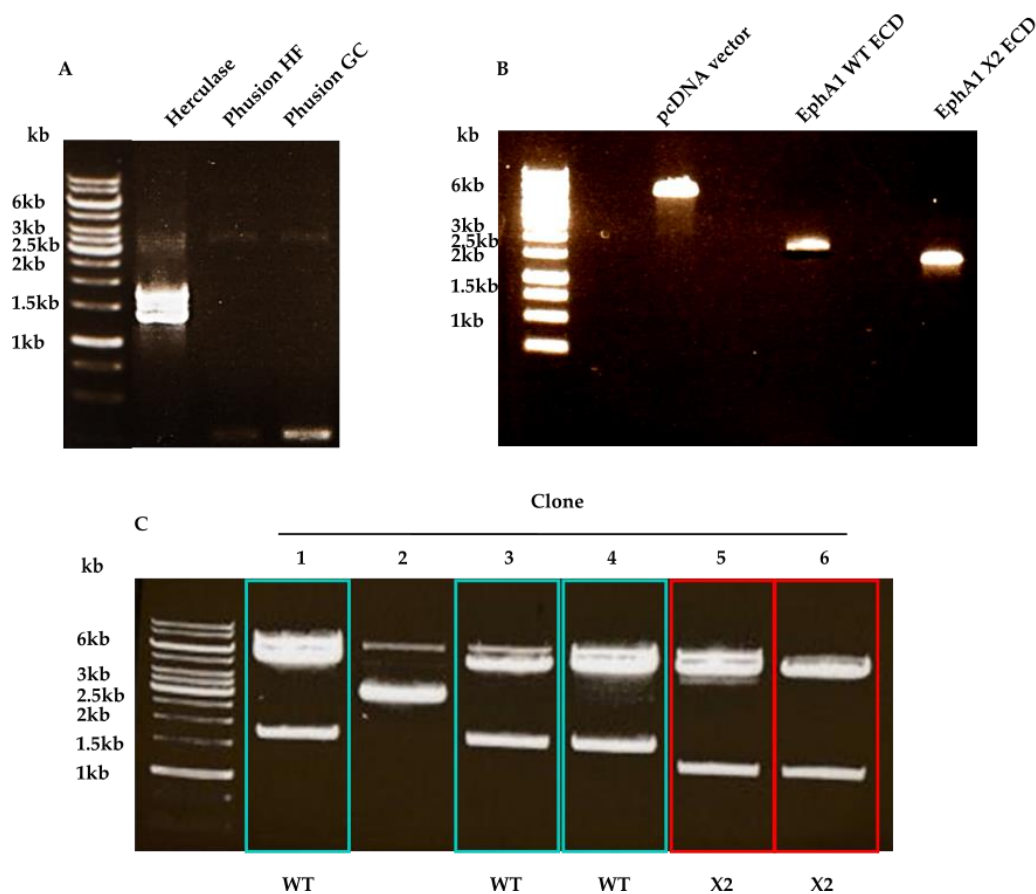 A
Herculase
Phusion HF
Phusion GC
kb
6kb
3kb
2.5kb
2kb
1.5kb
1kb
B
pcDNA vector
EphA1 WT ECD
EphA1 X2 ECD
kb
6kb
3kb
2.5kb
2kb
1.5kb
1kb
Clone
C
kb
1 2 3 4 5 6
6kb
3kb
2.5kb
2kb
1.5kb
1kb
WT WT WT X2 X2